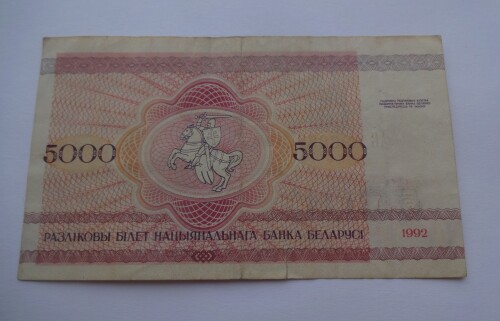 5000 5000
РАЗЛІКОВЫ БІЛЕТ НАЦЫЯНАЛЬНАГА БАНКА БЕЛАРУСІ 1992